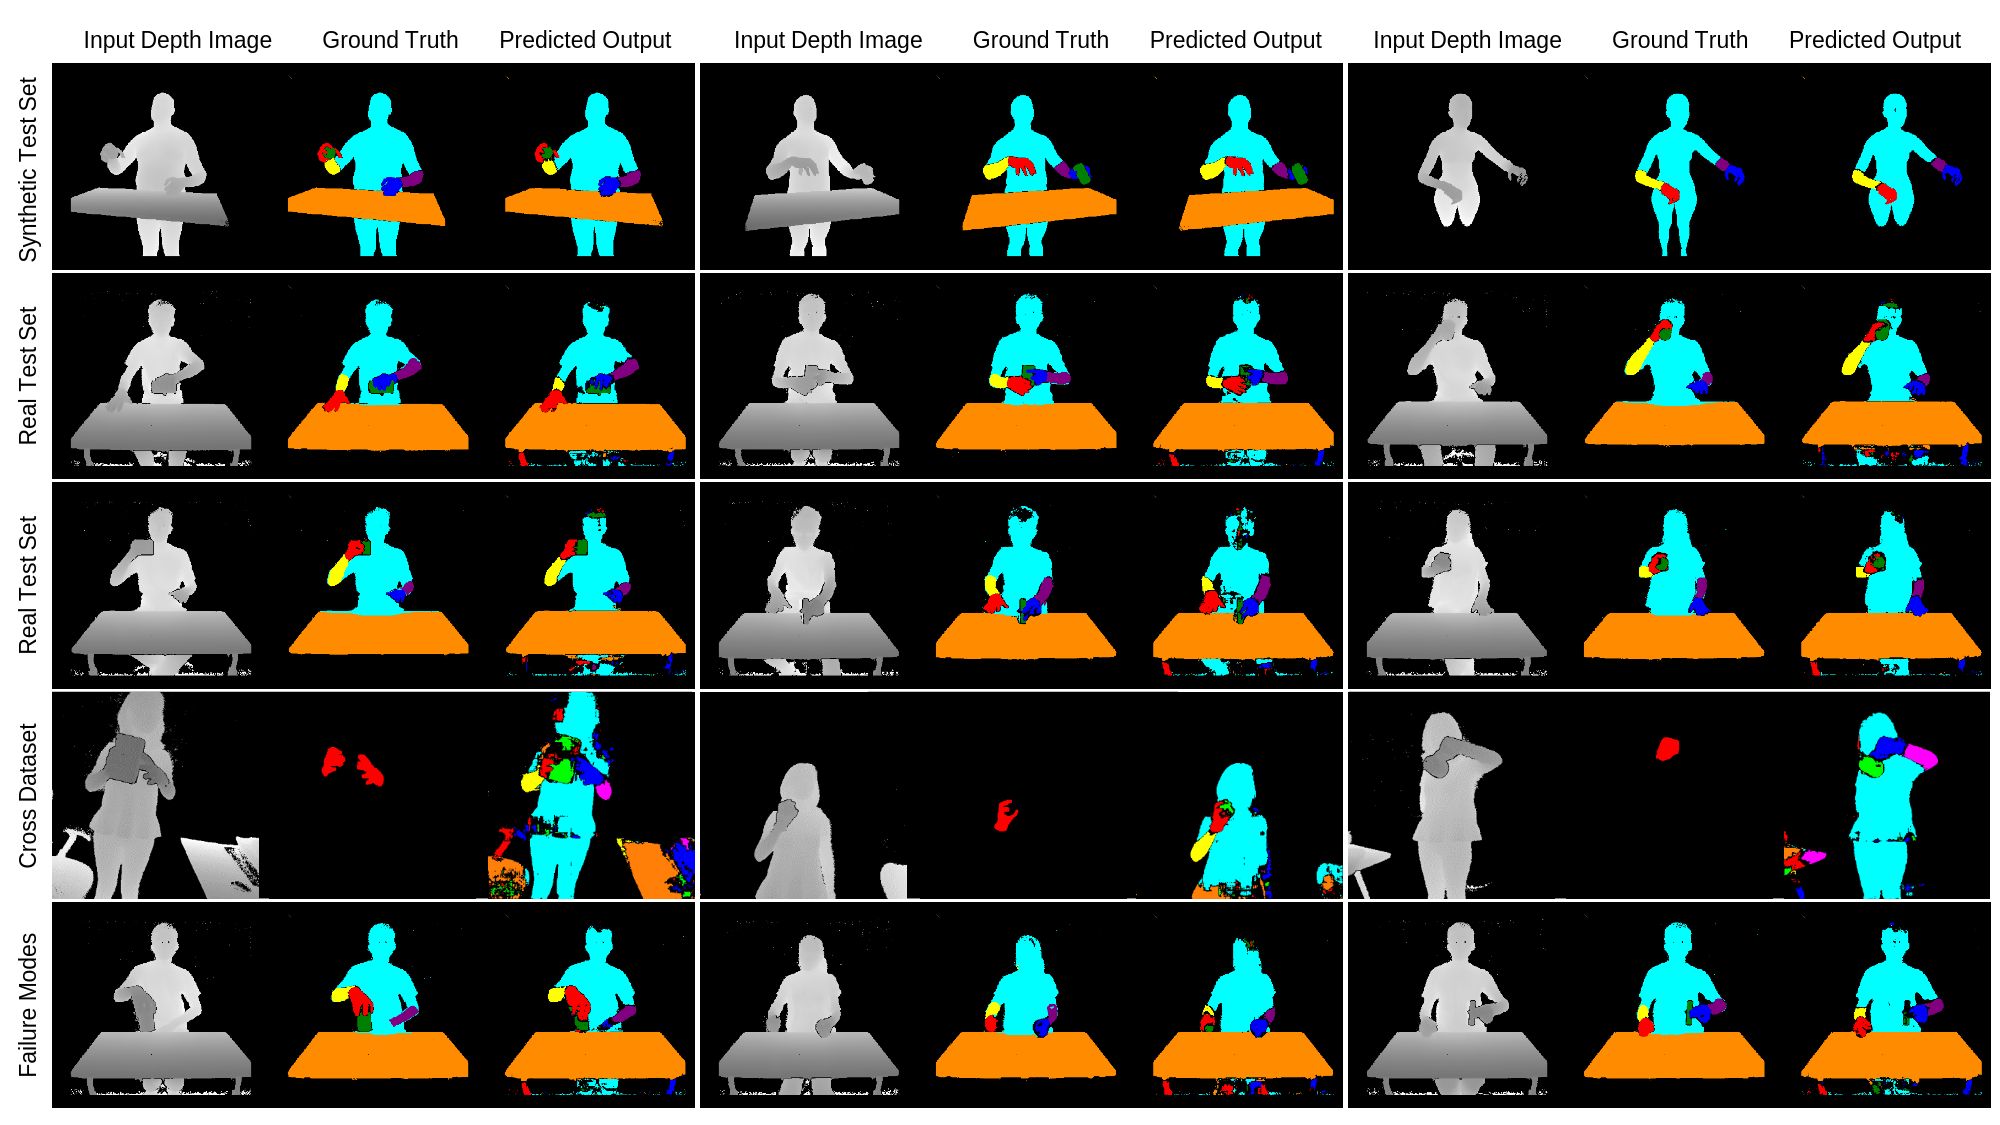 Input Depth Image Ground Truth Predicted Output Input Depth Image Ground Truth Predicted Output Input Depth Image Ground Truth Predicted Output
Synthetic Test Set
Real Test Set
Real Test Set
Cross Dataset
Failure Modes